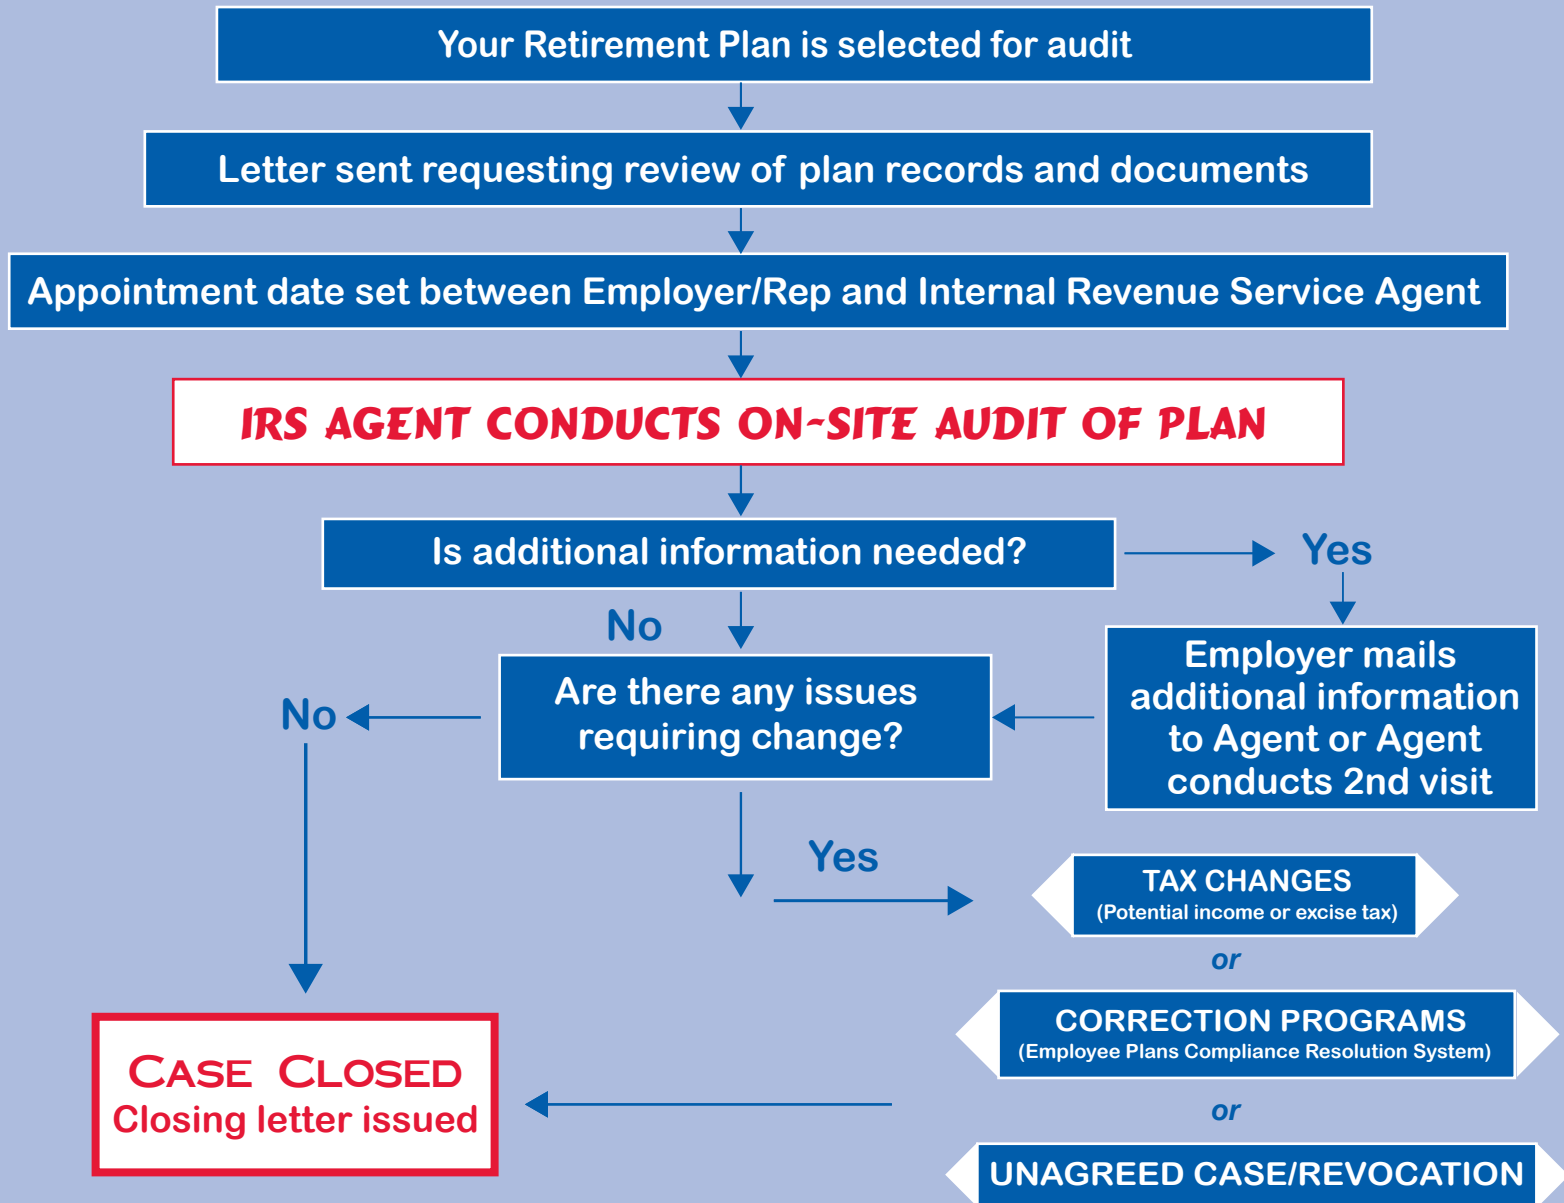 Your Retirement Plan is selected for audit
Letter sent requesting review of plan records and documents
Appointment date set between Employer/Rep and Internal Revenue Service Agent
IRS AGENT CONDUCTS ON-SITE AUDIT OF PLAN
Is additional information needed?
Yes
No
Employer mails
additional information
to Agent or Agent
conducts 2nd visit
Are there any issues
requiring change?
No
Yes
TAX CHANGES
(Potential income or excise tax)
or
CORRECTION PROGRAMS
(Employee Plans Compliance Resolution System)
or
UNAGREED CASE/REVOCATION
CASE CLOSED
Closing letter issued